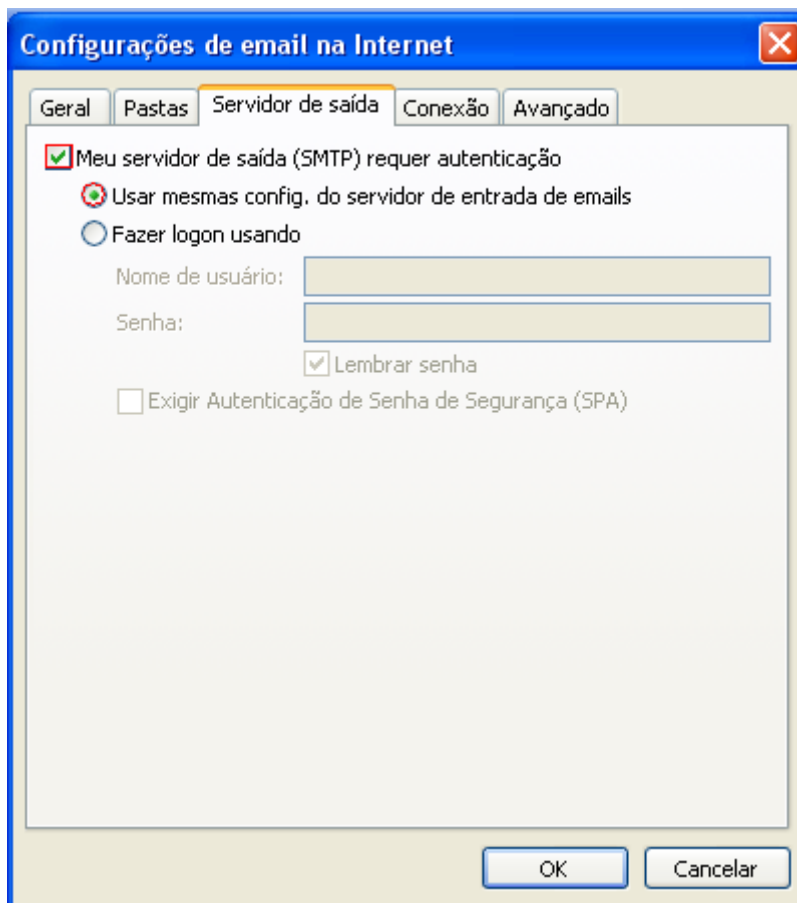 Configurações de email na Internet
Geral Pastas Servidor de saída Conexão Avançado
Meu servidor de saída (SMTP) requer autenticação
Usar mesmas config. do servidor de entrada de emails
Fazer logon usando
Nome de usuário:
Senha:
Lembrar senha
Exigir Autenticação de Senha de Segurança (SPA)
OK Cancelar